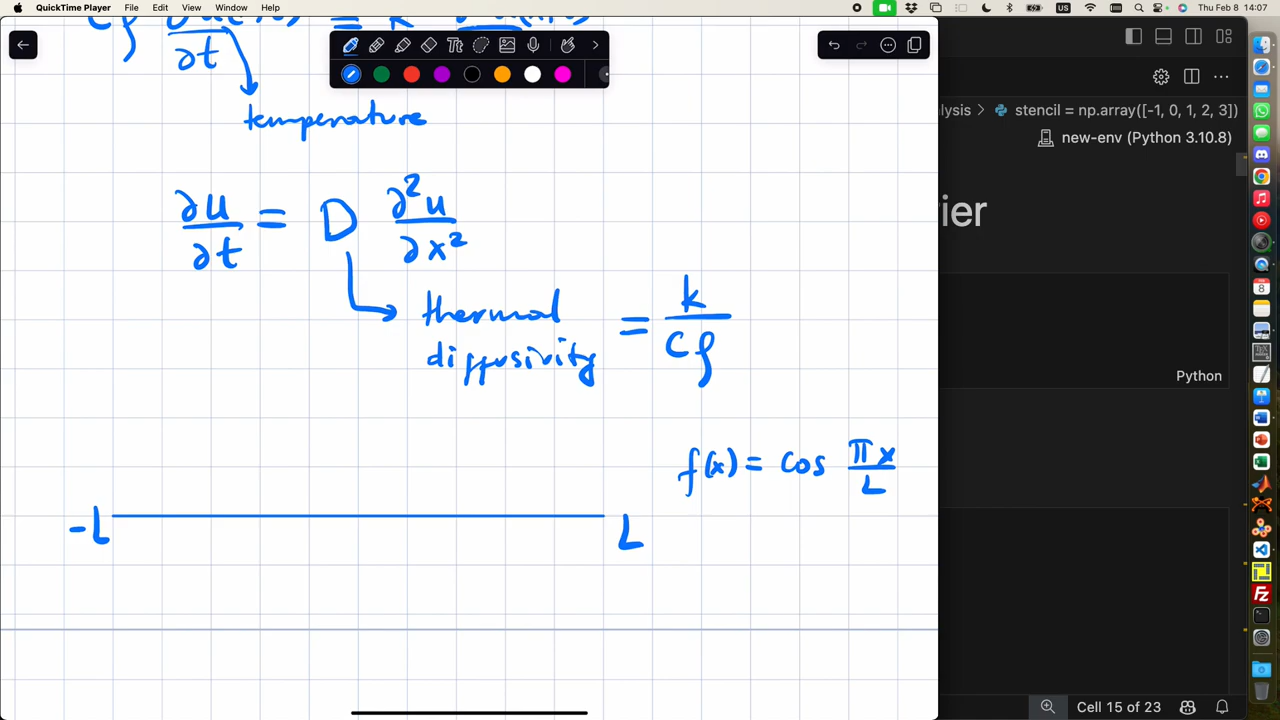 QuickTime Player File Edit View Window Help
Thu Feb 8 14:07
∂t
temperature
∂u/∂t = D ∂²u/∂x²
thermal diffusivity = k/cρ
f(x) = cos πx/L
-L L
alysis > stencil = np.array([-1, 0, 1, 2, 3])
new-env (Python 3.10.8)
rier
Python
Cell 15 of 23